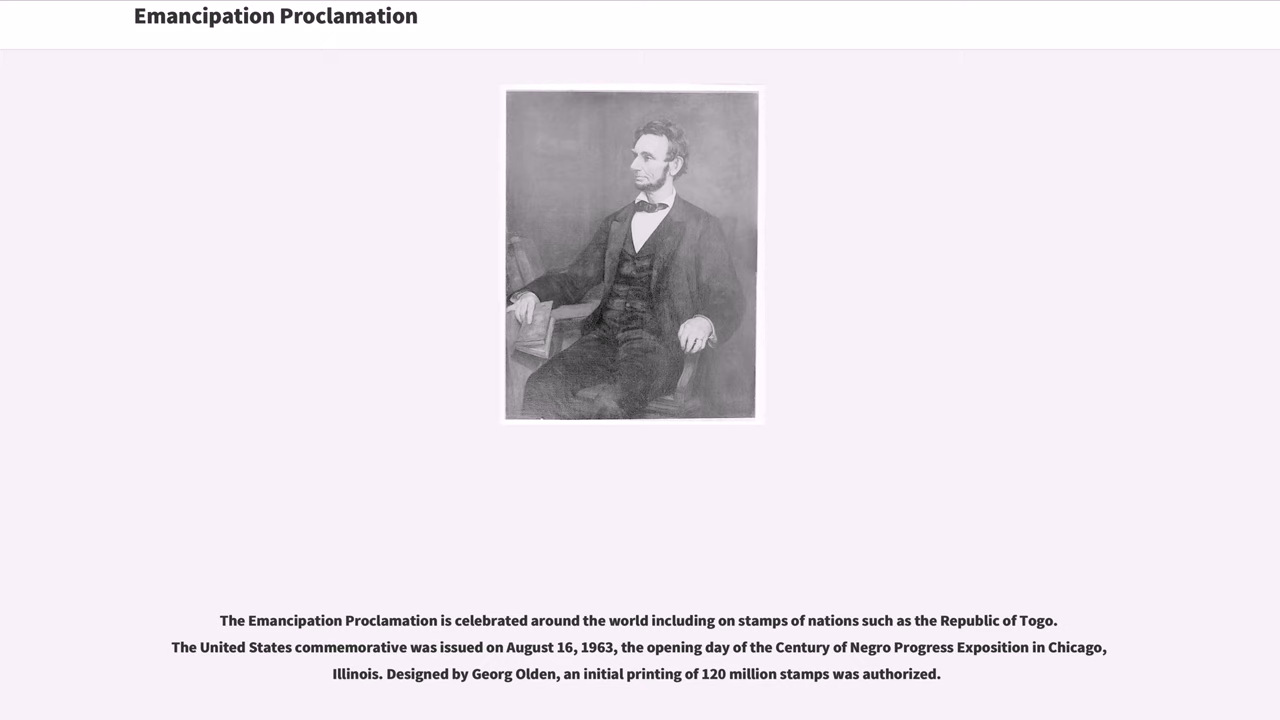 Emancipation Proclamation
The Emancipation Proclamation is celebrated around the world including on stamps of nations such as the Republic of Togo.
The United States commemorative was issued on August 16, 1963, the opening day of the Century of Negro Progress Exposition in Chicago,
Illinois. Designed by Georg Olden, an initial printing of 120 million stamps was authorized.